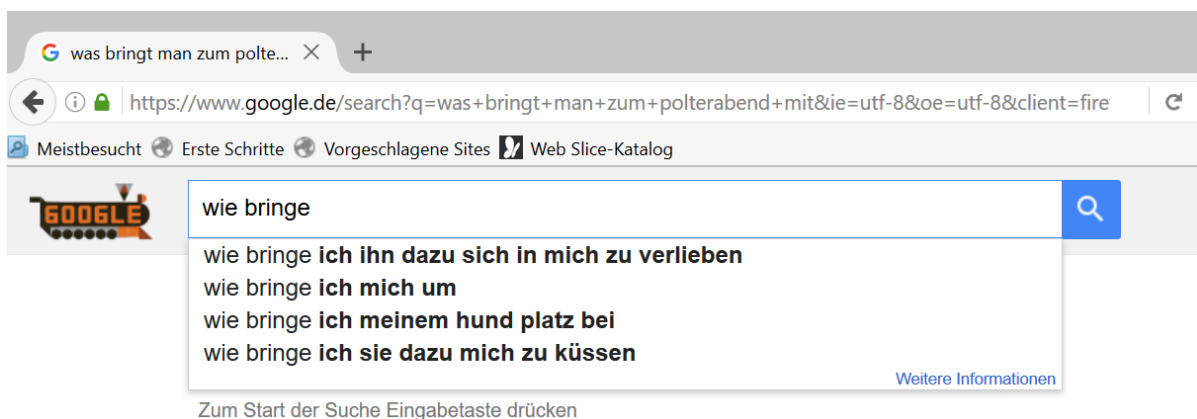 was bringt man zum polte...
https://www.google.de/search?q=was+bringt+man+zum+polterabend+mit&ie=utf-8&oe=utf-8&client=fire
Meistbesucht Erste Schritte Vorgeschlagene Sites Web Slice-Katalog
GOOGLE wie bringe
wie bringe ich ihn dazu sich in mich zu verlieben
wie bringe ich mich um
wie bringe ich meinem hund platz bei
wie bringe ich sie dazu mich zu küssen
Weitere Informationen
Zum Start der Suche Eingabetaste drücken